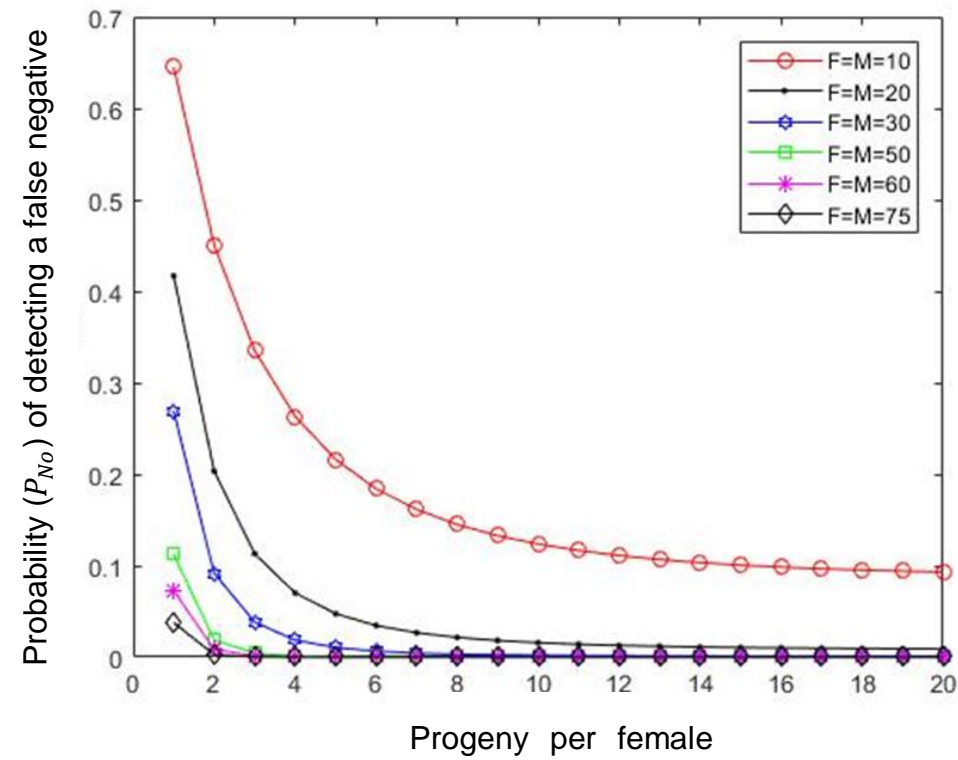 Probability (P_No) of detecting a false negative
0.7
0.6
0.5
0.4
0.3
0.2
0.1
0
F=M=10
F=M=20
F=M=30
F=M=50
F=M=60
F=M=75
0 2 4 6 8 10 12 14 16 18 20
Progeny per female